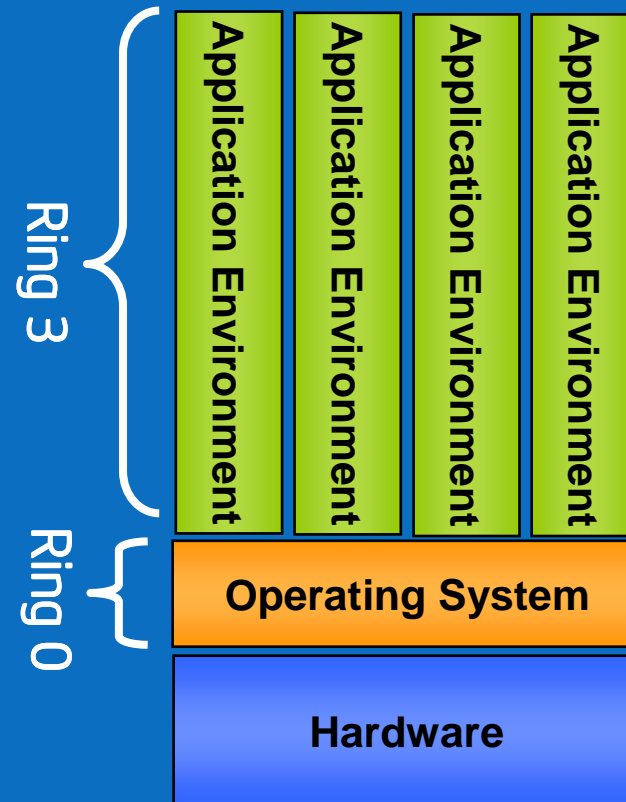 Ring 3
Application Environment
Application Environment
Application Environment
Application Environment
Ring 0
Operating System
Hardware